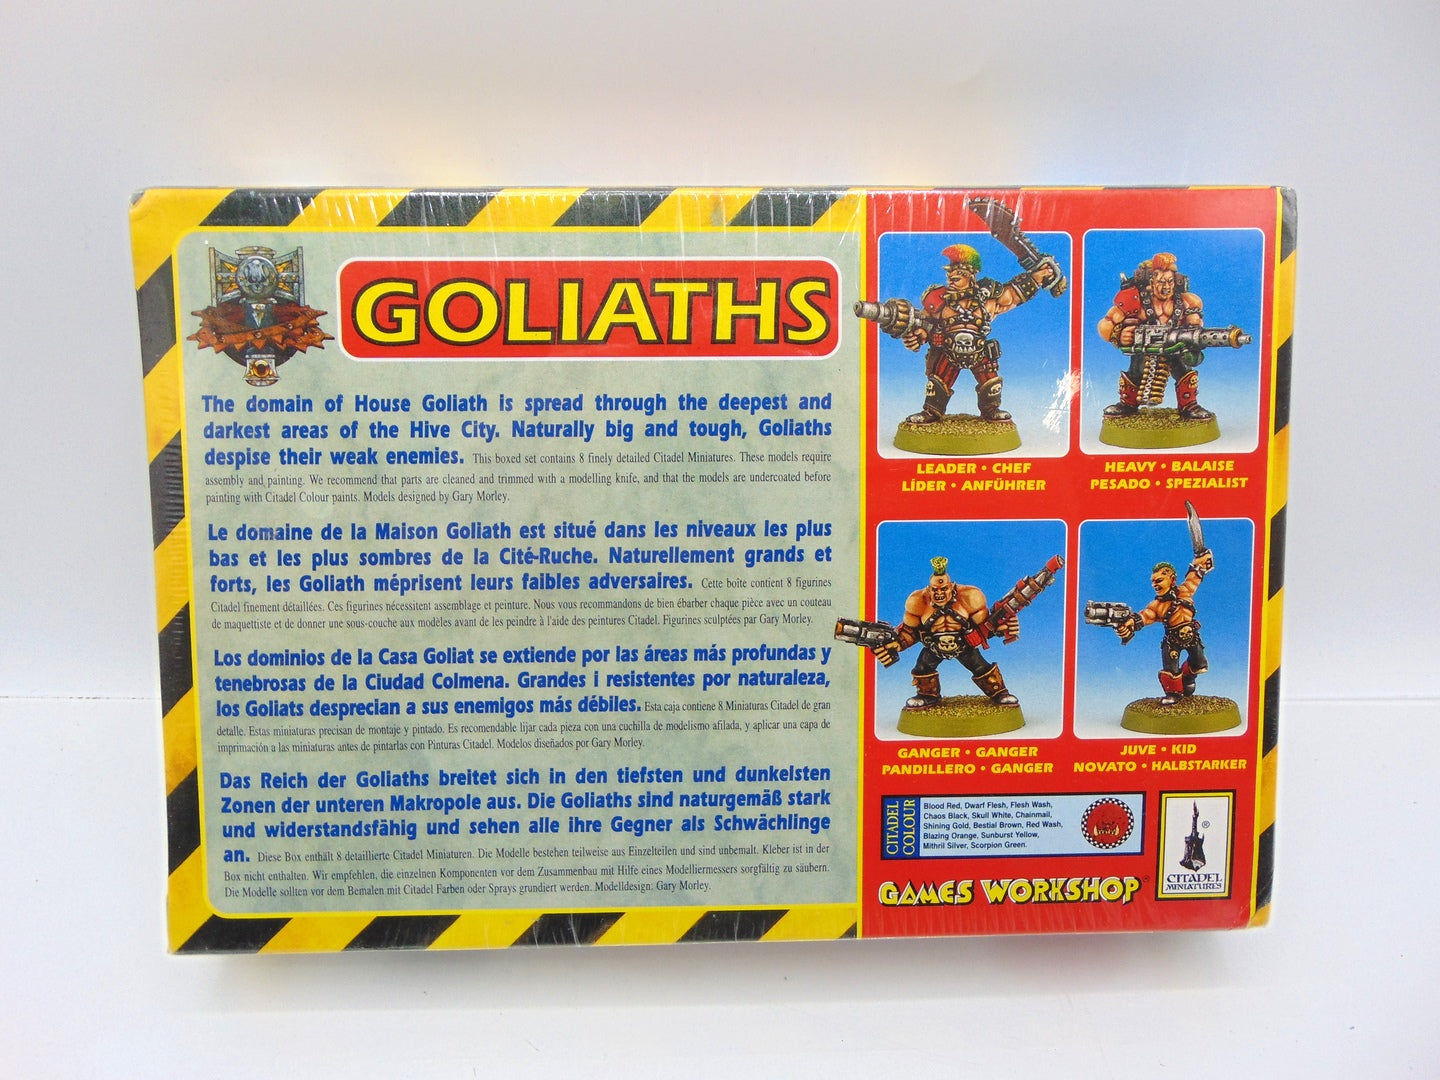 GOLIATHS
The domain of House Goliath is spread through the deepest and
darkest areas of the Hive City. Naturally big and tough, Goliaths
despise their weak enemies. This boxed set contains 8 finely detailed Citadel Miniatures. These models require
assembly and painting. We recommend that parts are cleaned and trimmed with a modelling knife, and that the models are undercoated before
painting with Citadel Colour paints. Models designed by Gary Morley.
Le domaine de la Maison Goliath est situé dans les niveaux les plus
bas et les plus sombres de la Cité-Ruche. Naturellement grands et
forts, les Goliath méprisent leurs faibles adversaires. Cette boîte contient 8 figurines
Citadel finement détaillées. Ces figurines nécessitent assemblage et peinture. Nous vous recommandons de bien ébarber chaque pièce avec un couteau
de maquettiste et de donner une sous-couche aux modèles avant de les peindre à l'aide des peintures Citadel. Figurines sculptées par Gary Morley.
Los dominios de la Casa Goliat se extiende por las áreas más profundas y
tenebrosas de la Ciudad Colmena. Grandes i resistentes por naturaleza,
los Goliats desprecian a sus enemigos más débiles. Esta caja contiene 8 Miniaturas Citadel de gran
detalle. Estas miniaturas precisan de montaje y pintado. Es recomendable lijar cada pieza con una cuchilla de modelismo afilada, y aplicar una capa de
imprimación a las miniaturas antes de pintarlas con Pinturas Citadel. Modelos diseñados por Gary Morley.
Das Reich der Goliaths breitet sich in den tiefsten und dunkelsten
Zonen der unteren Makropole aus. Die Goliaths sind naturgemäß stark
und widerstandsfähig und sehen alle ihre Gegner als Schwächlinge
an. Diese Box enthält 8 detaillierte Citadel Miniaturen. Die Modelle bestehen teilweise aus Einzelteilen und sind unbemalt. Kleber ist in der
Box nicht enthalten. Wir empfehlen, die einzelnen Komponenten vor dem Zusammenbau mit Hilfe eines Modelliermessers sorgfältig zu säubern.
Die Modelle sollten vor dem Bemalen mit Citadel Farben oder Sprays grundiert werden. Modelldesign: Gary Morley.
LEADER • CHEF
LÍDER • ANFÜHRER
HEAVY • BALAISE
PESADO • SPEZIALIST
GANGER • GANGER
PANDILLERO • GANGER
JUVE • KID
NOVATO • HALBSTARKER
CITADEL
COLOUR
Blood Red, Dwarf Flesh, Flesh Wash,
Chaos Black, Skull White, Chainmail,
Shining Gold, Bestial Brown, Red Wash,
Blazing Orange, Sunburst Yellow,
Mithril Silver, Scorpion Green.
GAMES WORKSHOP®
®
CITADEL
MINIATURES